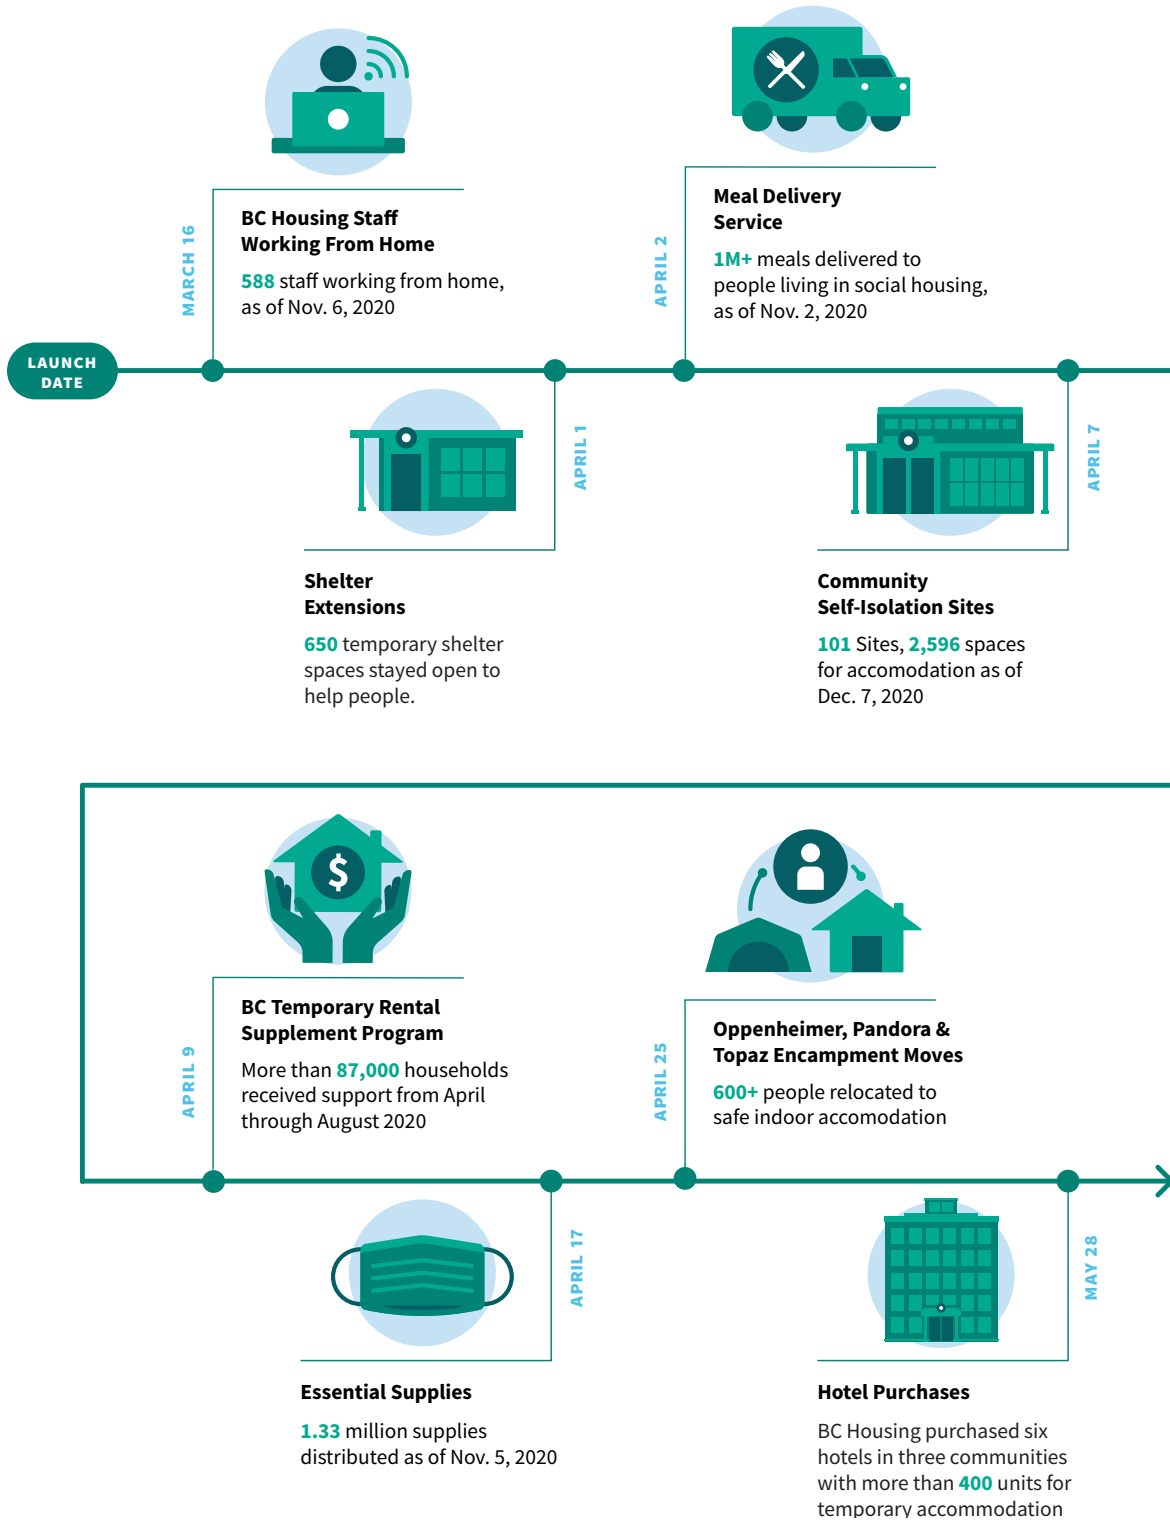 MARCH 16
BC Housing Staff
Working From Home
588 staff working from home,
as of Nov. 6, 2020
APRIL 2
Meal Delivery
Service
1M+ meals delivered to
people living in social housing,
as of Nov. 2, 2020
LAUNCH
DATE
APRIL 1
Shelter
Extensions
650 temporary shelter
spaces stayed open to
help people.
APRIL 7
Community
Self-Isolation Sites
101 Sites, 2,596 spaces
for accomodation as of
Dec. 7, 2020
$
APRIL 9
BC Temporary Rental
Supplement Program
More than 87,000 households
received support from April
through August 2020
APRIL 25
Oppenheimer, Pandora &
Topaz Encampment Moves
600+ people relocated to
safe indoor accomodation
APRIL 17
Essential Supplies
1.33 million supplies
distributed as of Nov. 5, 2020
MAY 28
Hotel Purchases
BC Housing purchased six
hotels in three communities
with more than 400 units for
temporary accommodation